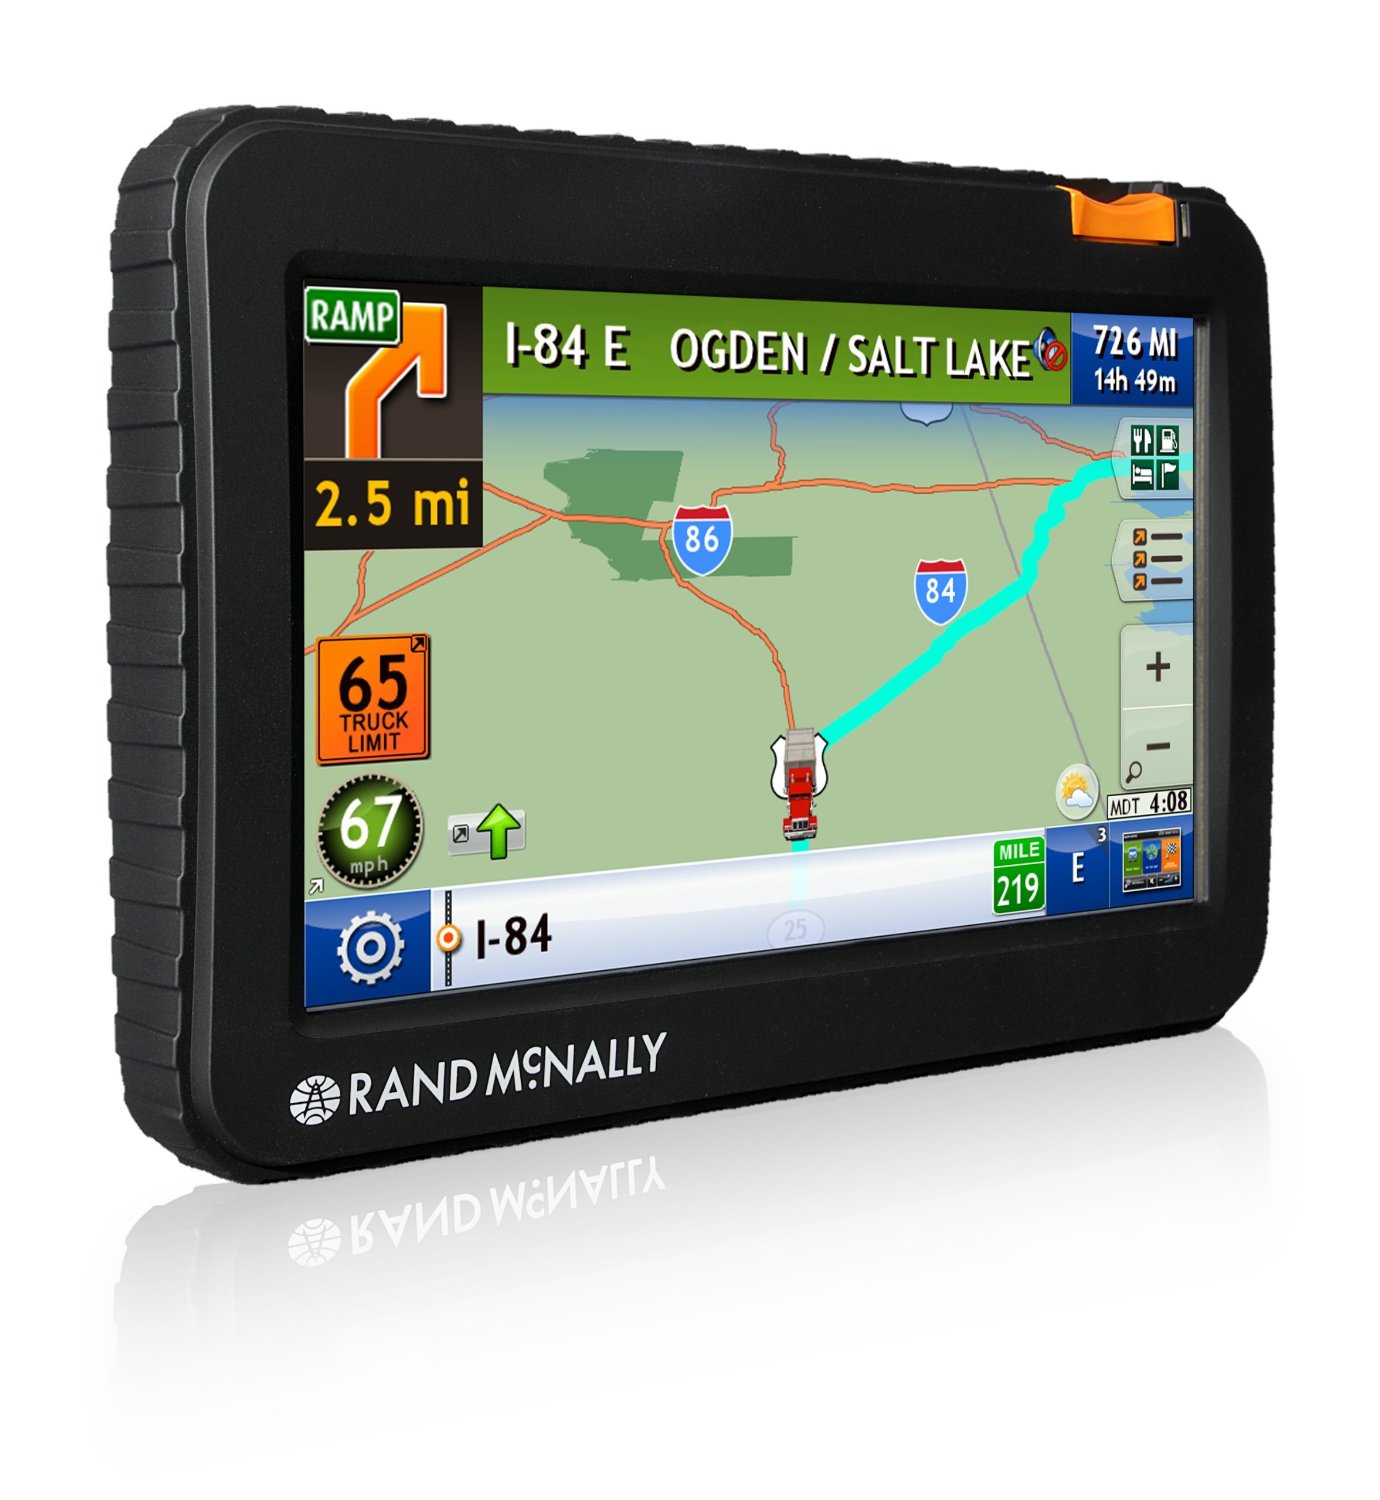 RAMP
2.5 mi
I-84 E OGDEN / SALT LAKE
726 MI
14h 49m
86
84
65
TRUCK
LIMIT
67
mph
MDT 4:08
I-84
25
MILE
219
E
3
RAND McNALLY
RAND McNALLY